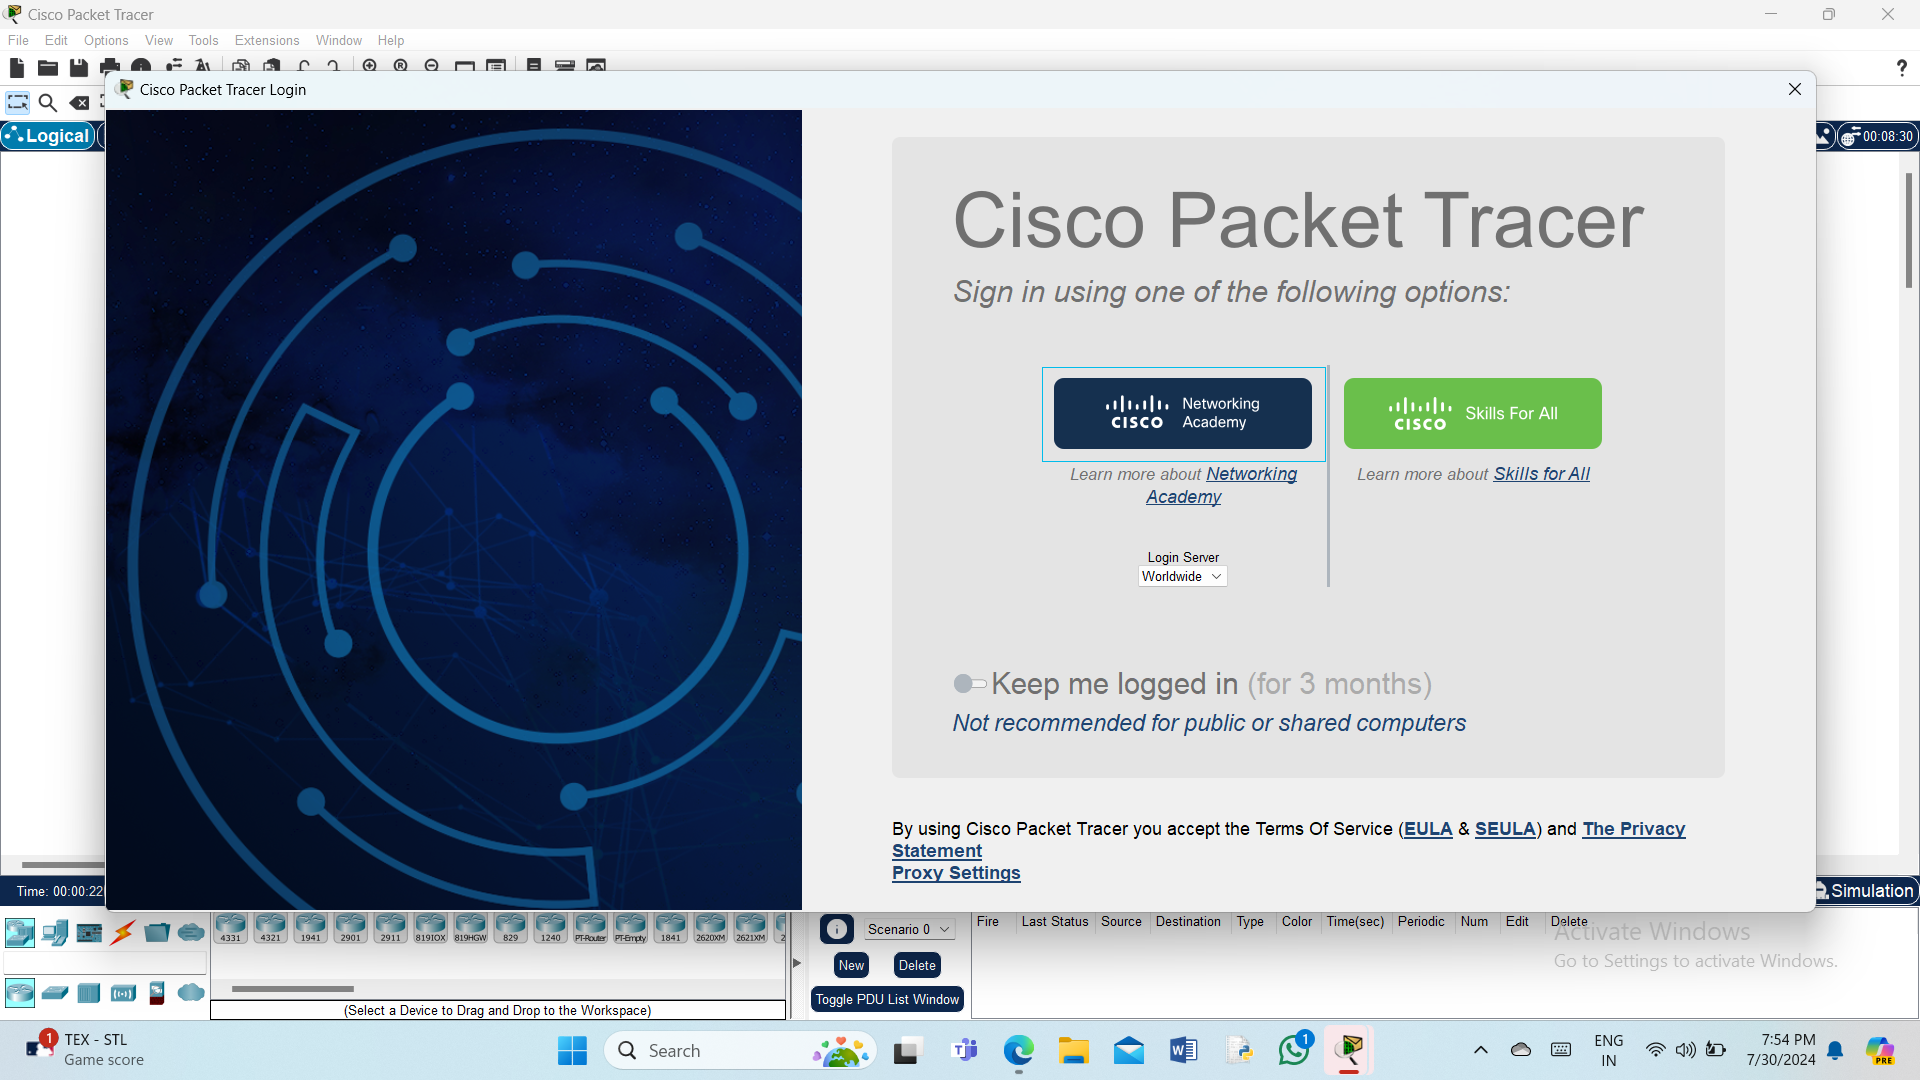 Cisco Packet Tracer
File Edit Options View Tools Extensions Window Help
?
Cisco Packet Tracer Login
Logical
00:08:30
Cisco Packet Tracer
Sign in using one of the following options:
CISCO Networking Academy
CISCO Skills For All
Learn more about Networking
Academy
Learn more about Skills for All
Login Server
Worldwide
Keep me logged in (for 3 months)
Not recommended for public or shared computers
By using Cisco Packet Tracer you accept the Terms Of Service (EULA & SEULA) and The Privacy
Statement
Proxy Settings
Time: 00:00:22
Simulation
4331 4321 1941 2901 2911 819IOX 819HGW 829 1240 PT-Router PT-Empty 1841 2620XM 2621XM 2
Scenario 0
Fire Last Status Source Destination Type Color Time(sec) Periodic Num Edit Delete
Activate Windows
Go to Settings to activate Windows.
New Delete
Toggle PDU List Window
(Select a Device to Drag and Drop to the Workspace)
1
TEX - STL
Game score
Search
1
ENG
IN
7:54 PM
7/30/2024
PRE